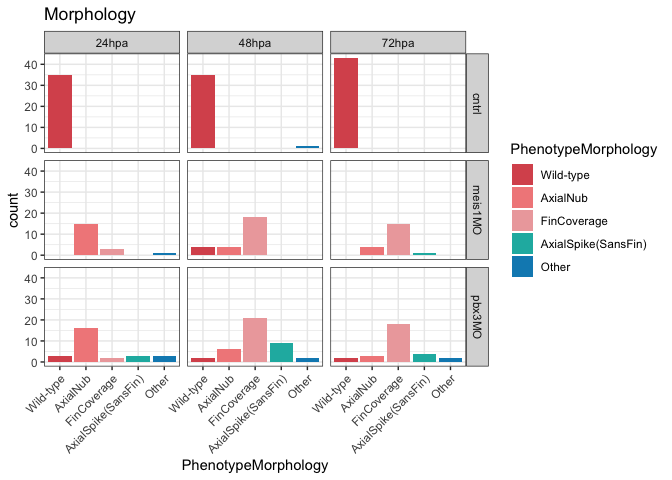 Morphology
24hpa
48hpa
72hpa
40
30
20
10
0
cntrl
40
30
20
10
0
meis1MO
40
30
20
10
0
pbx3MO
count
Wild-type
AxialNub
FinCoverage
AxialSpike(SansFin)
Other
Wild-type
AxialNub
FinCoverage
AxialSpike(SansFin)
Other
Wild-type
AxialNub
FinCoverage
AxialSpike(SansFin)
Other
PhenotypeMorphology
PhenotypeMorphology
Wild-type
AxialNub
FinCoverage
AxialSpike(SansFin)
Other